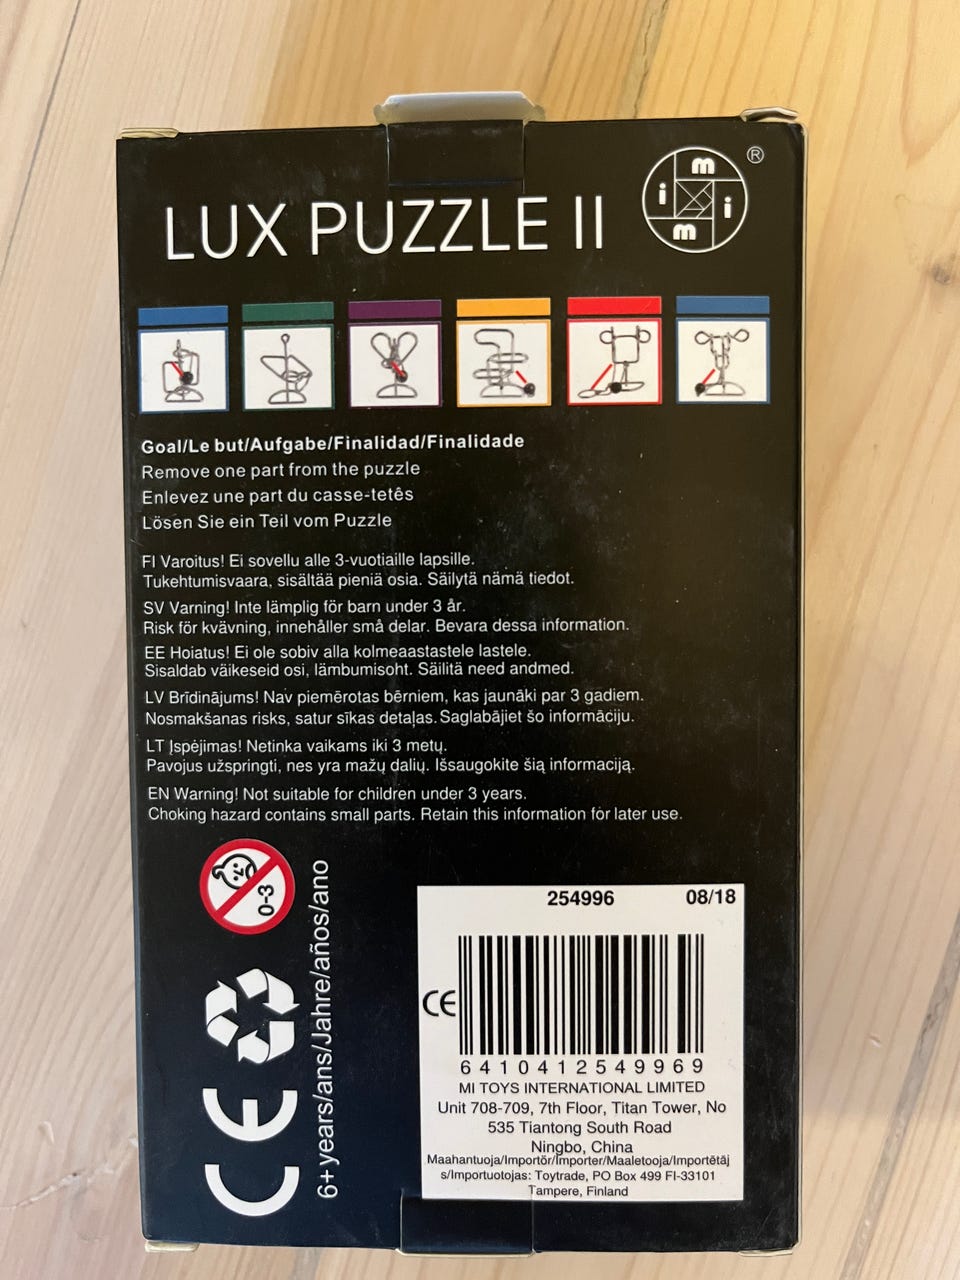 LUX PUZZLE II
m
i i
m
®
Goal/Le but/Aufgabe/Finalidad/Finalidade
Remove one part from the puzzle
Enlevez une part du casse-tetês
Lösen Sie ein Teil vom Puzzle
FI Varoitus! Ei sovellu alle 3-vuotiaille lapsille.
Tukehtumisvaara, sisältää pieniä osia. Säilytä nämä tiedot.
SV Varning! Inte lämplig för barn under 3 år.
Risk för kvävning, innehåller små delar. Bevara dessa information.
EE Hoiatus! Ei ole sobiv alla kolmeaastastele lastele.
Sisaldab väikeseid osi, lämbumisoht. Säilitä need andmed.
LV Brīdinājums! Nav piemērotas bērniem, kas jaunāki par 3 gadiem.
Nosmakšanas risks, satur sīkas detaļas. Saglabājiet šo informāciju.
LT Įspėjimas! Netinka vaikams iki 3 metų.
Pavojus užspringti, nes yra mažų dalių. Išsaugokite šią informaciją.
EN Warning! Not suitable for children under 3 years.
Choking hazard contains small parts. Retain this information for later use.
0-3
CE
6+ years/ans/Jahre/años/ano
254996 08/18
CE
6410412549969
MI TOYS INTERNATIONAL LIMITED
Unit 708-709, 7th Floor, Titan Tower, No
535 Tiantong South Road
Ningbo, China
Maahantuoja/Importör/Importer/Maaletooja/Importētāj
s/Importuotojas: Toytrade, PO Box 499 FI-33101
Tampere, Finland